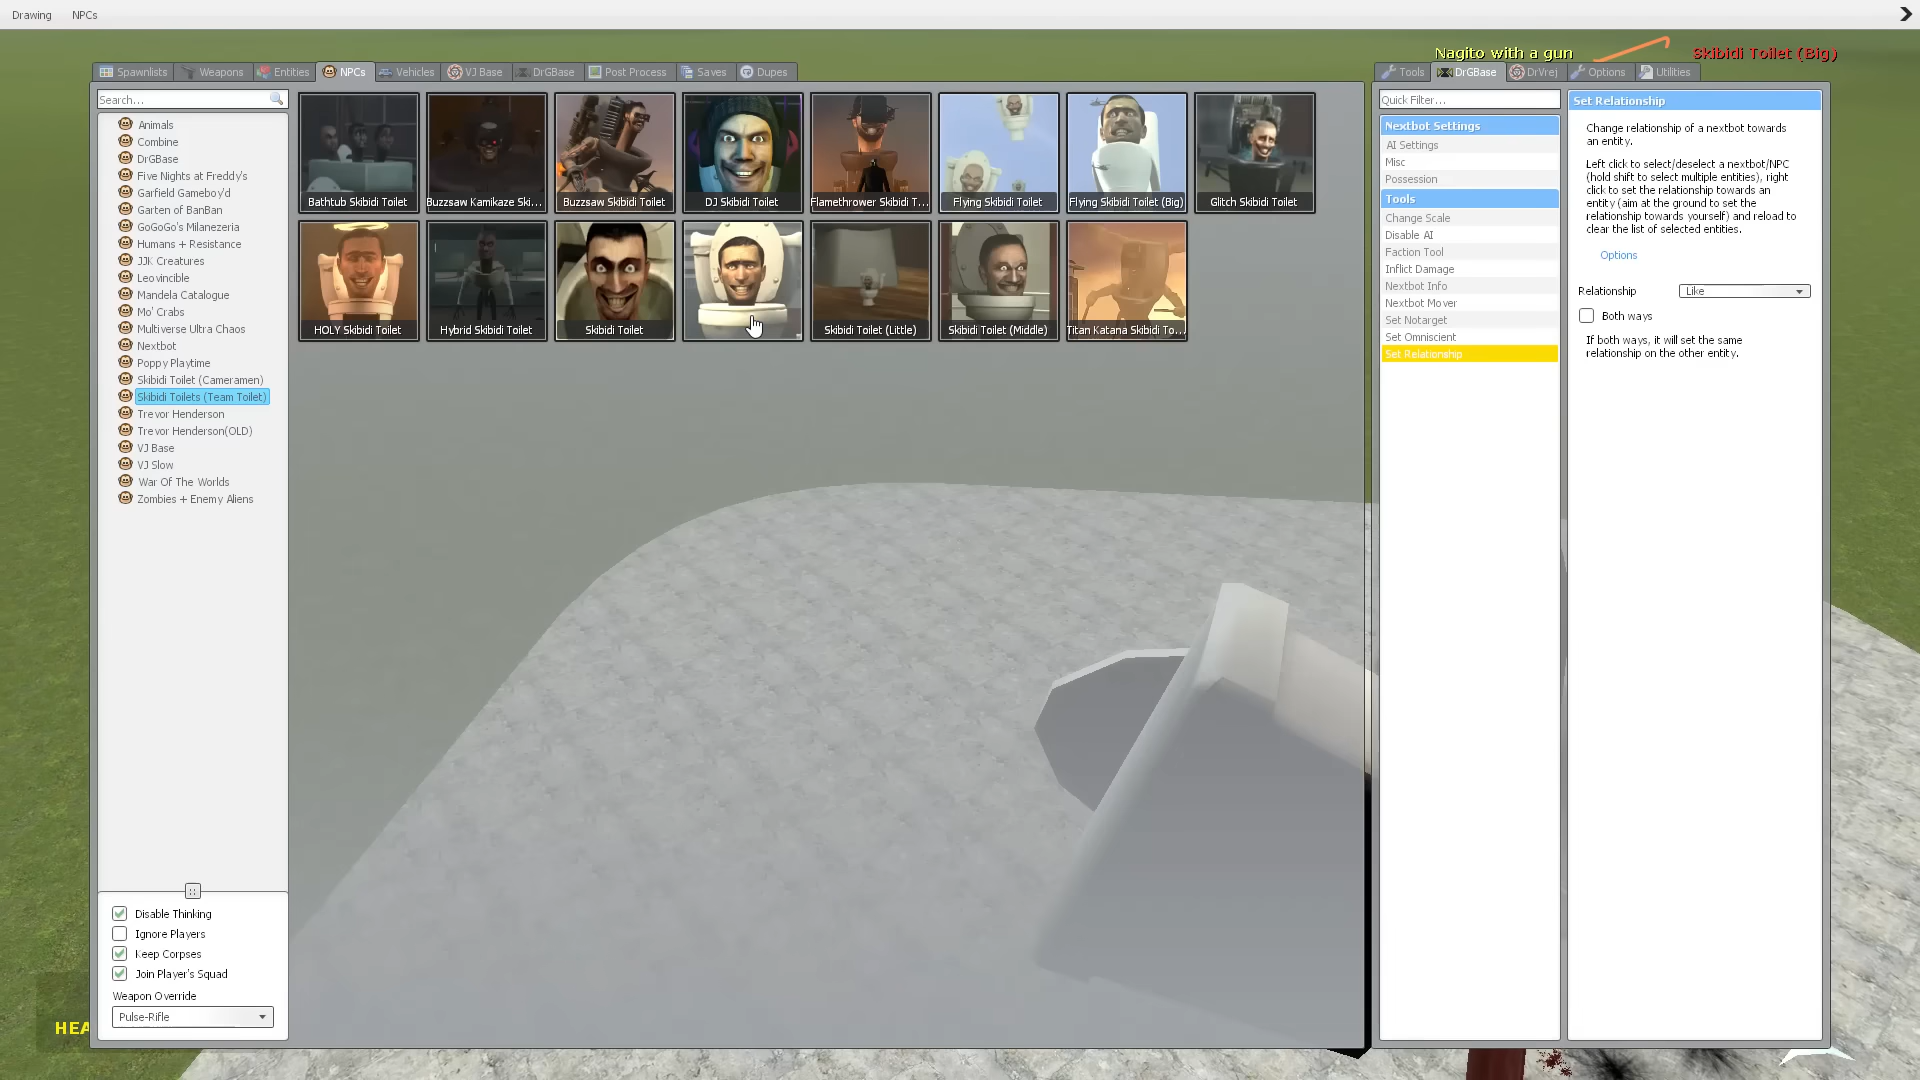 Drawing NPCs
Nagito with a gun Skibidi Toilet (Big)
Spawnlists Weapons Entities NPCs Vehicles VJ Base DrGBase Post Process Saves Dupes
Tools DrGBase DrVrej Options Utilities
Search...
Animals
Combine
DrGBase
Five Nights at Freddy's
Garfield Gameboy'd
Garten of BanBan
GoGoGo's Milanezeria
Humans + Resistance
JJK Creatures
Leovincible
Mandela Catalogue
Mo' Crabs
Multiverse Ultra Chaos
Nextbot
Poppy Playtime
Skibidi Toilet (Cameramen)
Skibidi Toilets (Team Toilet)
Trevor Henderson
Trevor Henderson(OLD)
VJ Base
VJ Slow
War Of The Worlds
Zombies + Enemy Aliens
Disable Thinking
Ignore Players
Keep Corpses
Join Player's Squad
Weapon Override
Pulse-Rifle
Bathtub Skibidi Toilet Buzzsaw Kamikaze Ski... Buzzsaw Skibidi Toilet DJ Skibidi Toilet Flamethrower Skibidi T... Flying Skibidi Toilet Flying Skibidi Toilet (Big) Glitch Skibidi Toilet
HOLY Skibidi Toilet Hybrid Skibidi Toilet Skibidi Toilet Skibidi Toilet (Little) Skibidi Toilet (Middle) Titan Katana Skibidi To...
Quick Filter...
Nextbot Settings
AI Settings
Misc
Possession
Tools
Change Scale
Disable AI
Faction Tool
Inflict Damage
Nextbot Info
Nextbot Mover
Set Notarget
Set Omniscient
Set Relationship
Set Relationship
Change relationship of a nextbot towards
an entity.
Left click to select/deselect a nextbot/NPC
(hold shift to select multiple entities), right
click to set the relationship towards an
entity (aim at the ground to set the
relationship towards yourself) and reload to
clear the list of selected entities.
Options
Relationship Like
Both ways
If both ways, it will set the same
relationship on the other entity.
HEA